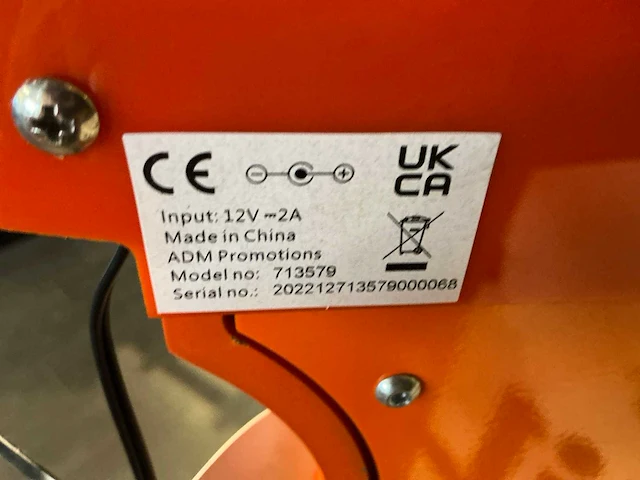 CE
UK
CA
Input: 12V ⎓2A
Made in China
ADM Promotions
Model no: 713579
Serial no.: 202212713579000068